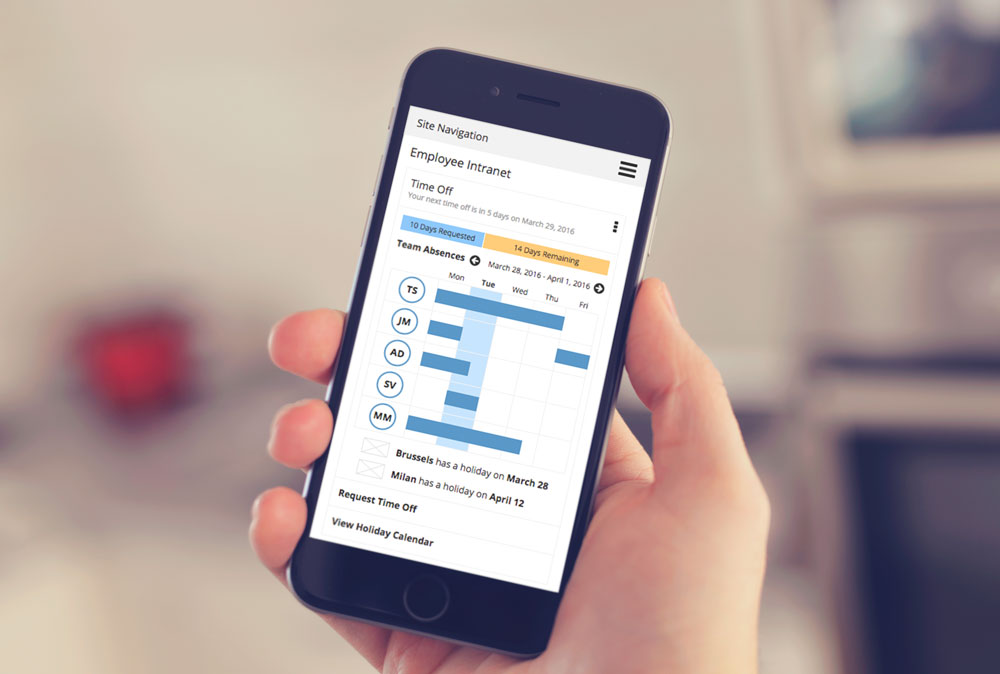 Site Navigation
Employee Intranet
Time Off
Your next time off is in 5 days on March 29, 2016
10 Days Requested 14 Days Remaining
Team Absences March 28, 2016 - April 1, 2016
Mon Tue Wed Thu Fri
TS
JM
AD
SV
MM
Brussels has a holiday on March 28
Milan has a holiday on April 12
Request Time Off
View Holiday Calendar